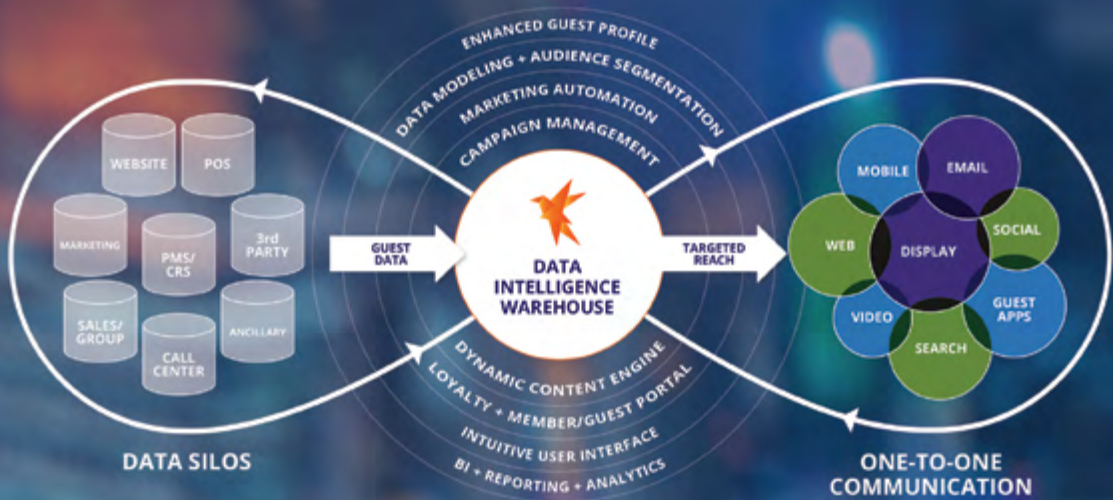 ENHANCED GUEST PROFILE
DATA MODELING + AUDIENCE SEGMENTATION
MARKETING AUTOMATION
CAMPAIGN MANAGEMENT
WEBSITE
POS
MARKETING
PMS/
CRS
3rd
PARTY
SALES/
GROUP
CALL
CENTER
ANCILLARY
DATA SILOS
GUEST
DATA
DATA
INTELLIGENCE
WAREHOUSE
TARGETED
REACH
DYNAMIC CONTENT ENGINE
LOYALTY + MEMBER/GUEST PORTAL
INTUITIVE USER INTERFACE
BI + REPORTING + ANALYTICS
MOBILE
EMAIL
WEB
DISPLAY
SOCIAL
VIDEO
GUEST
APPS
SEARCH
ONE-TO-ONE
COMMUNICATION